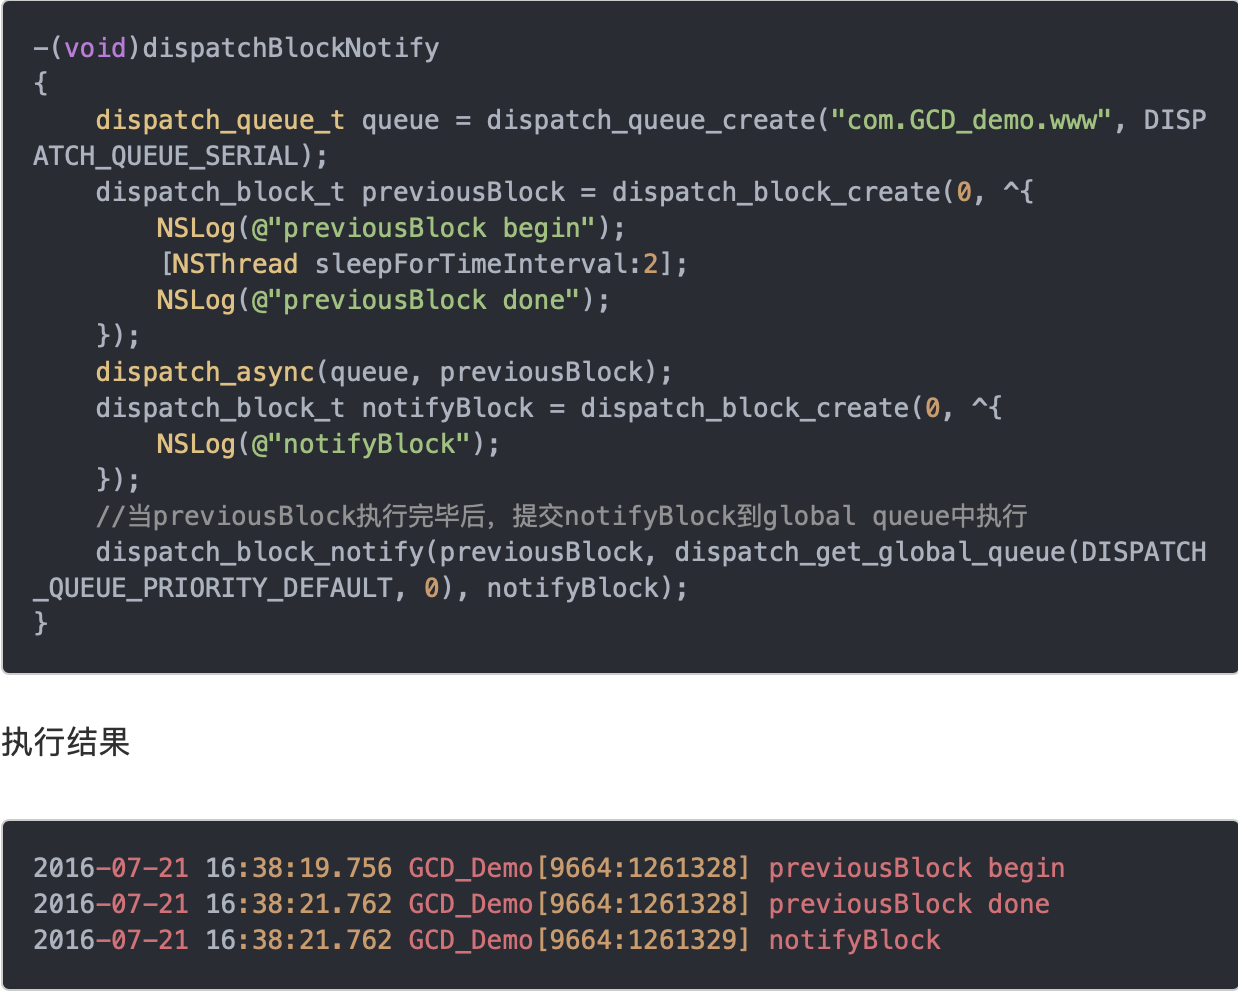 -(void)dispatchBlockNotify
{
    dispatch_queue_t queue = dispatch_queue_create("com.GCD_demo.www", DISP
ATCH_QUEUE_SERIAL);
    dispatch_block_t previousBlock = dispatch_block_create(0, ^{
        NSLog(@"previousBlock begin");
        [NSThread sleepForTimeInterval:2];
        NSLog(@"previousBlock done");
    });
    dispatch_async(queue, previousBlock);
    dispatch_block_t notifyBlock = dispatch_block_create(0, ^{
        NSLog(@"notifyBlock");
    });
    //当previousBlock执行完毕后，提交notifyBlock到global queue中执行
    dispatch_block_notify(previousBlock, dispatch_get_global_queue(DISPATCH
_QUEUE_PRIORITY_DEFAULT, 0), notifyBlock);
}
执行结果
2016-07-21 16:38:19.756 GCD_Demo[9664:1261328] previousBlock begin
2016-07-21 16:38:21.762 GCD_Demo[9664:1261328] previousBlock done
2016-07-21 16:38:21.762 GCD_Demo[9664:1261329] notifyBlock